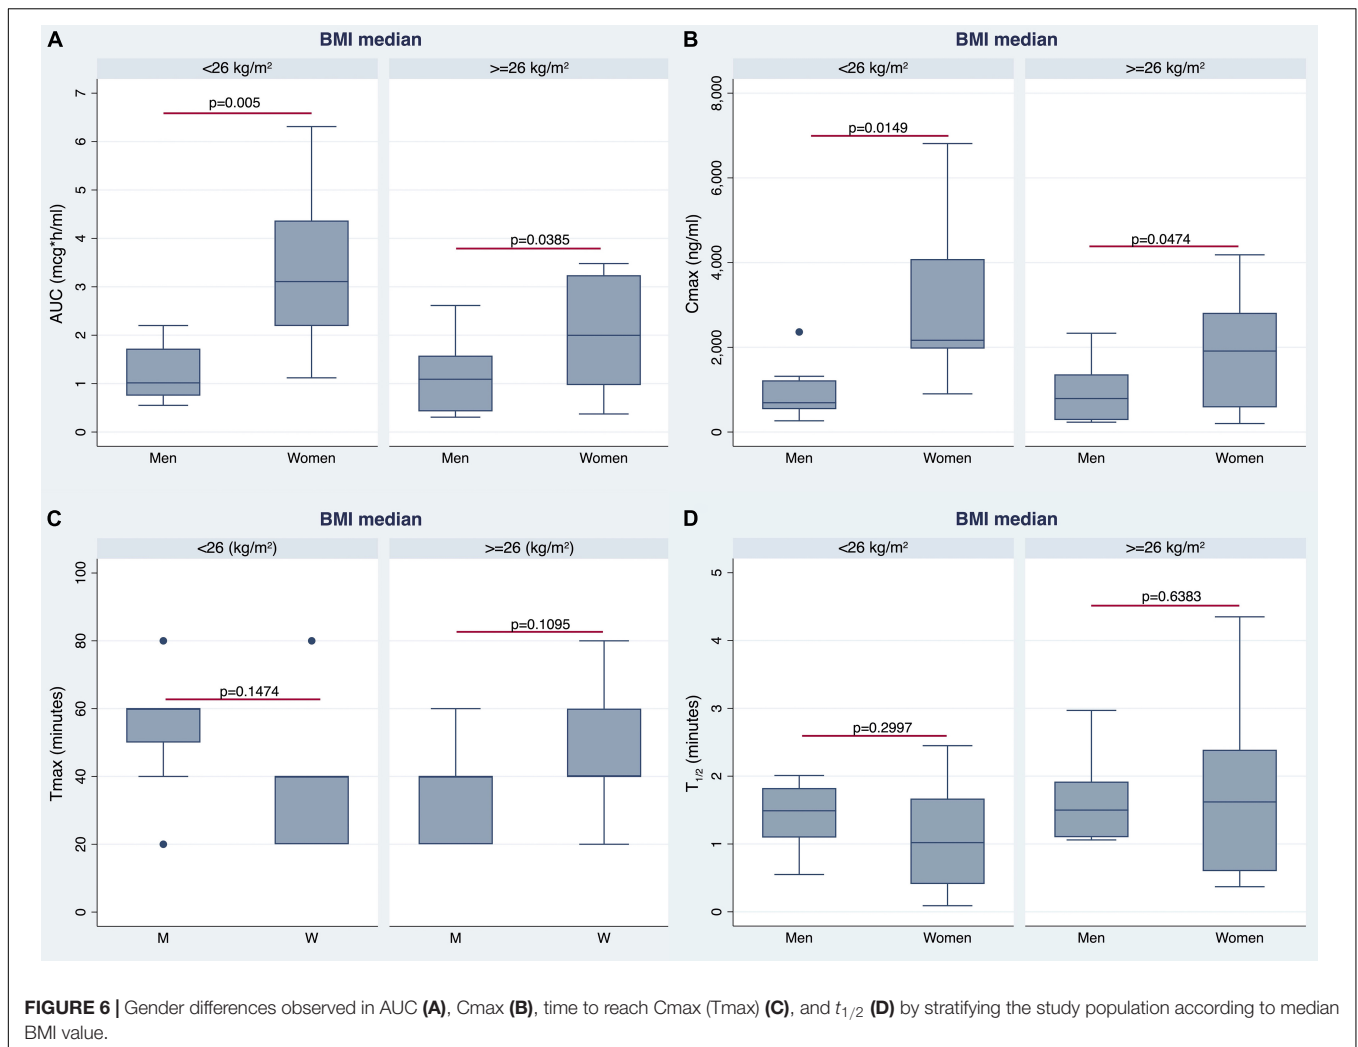 A
BMI median
<26 kg/m²
>=26 kg/m²
AUC (mcg*h/ml)
7
6
5
4
3
2
1
0
p=0.005
p=0.0385
Men
Women
Men
Women
B
BMI median
<26 kg/m²
>=26 kg/m²
Cmax (ng/ml)
8,000
6,000
4,000
2,000
0
p=0.0149
p=0.0474
Men
Women
Men
Women
C
BMI median
<26 (kg/m²)
>=26 (kg/m²)
Tmax (minutes)
100
80
60
40
20
0
p=0.1474
p=0.1095
M
W
M
W
D
BMI median
<26 kg/m²
>=26 kg/m²
T1/2 (minutes)
5
4
3
2
1
0
p=0.2997
p=0.6383
Men
Women
Men
Women
FIGURE 6 | Gender differences observed in AUC (A), Cmax (B), time to reach Cmax (Tmax) (C), and t1/2 (D) by stratifying the study population according to median
BMI value.